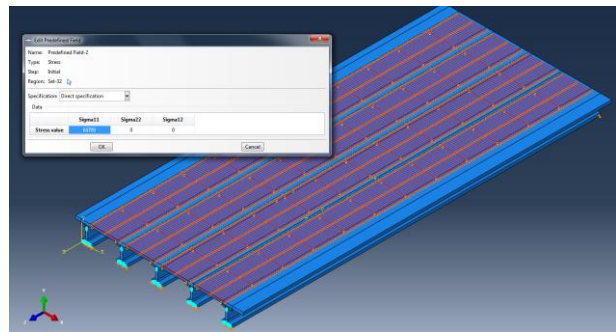 Edit Predefined Field
Name: Predefined Field-2
Type: Stress
Step: Initial
Region: Set-32
Specification: Direct specification
Data
Sigma11 Sigma22 Sigma12
Stress value 0 0
OK Cancel